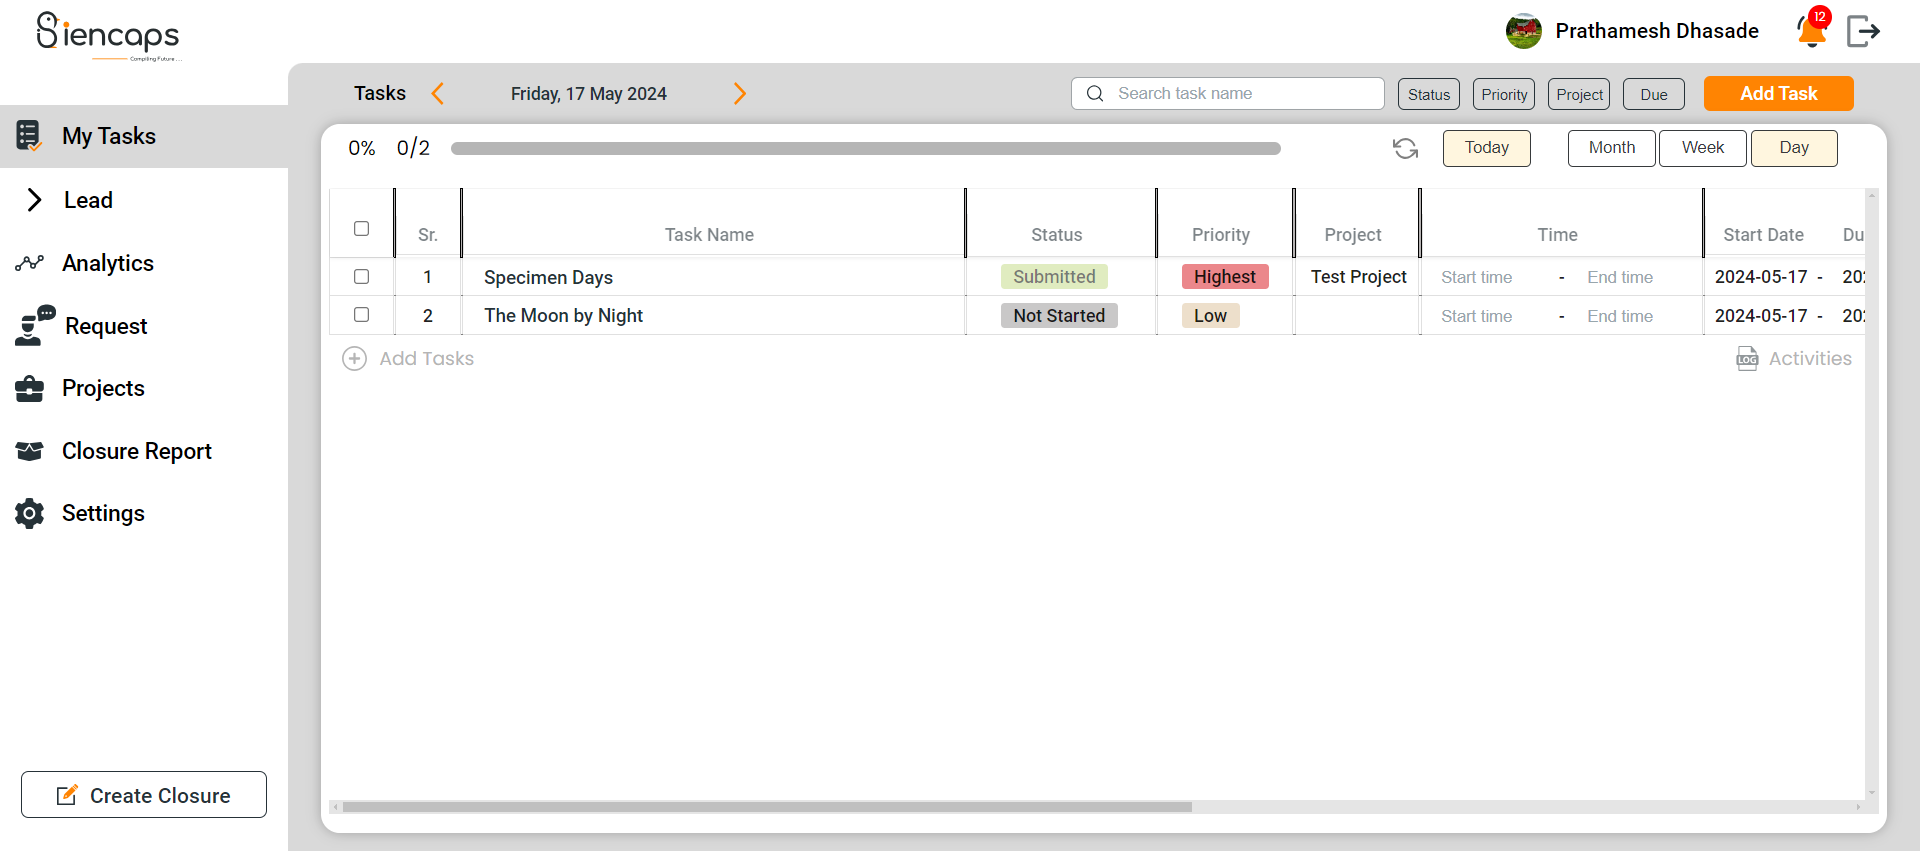 Siencaps
Compiling Future . . .
Prathamesh Dhasade
12
Tasks
Friday, 17 May 2024
Search task name
Status
Priority
Project
Due
Add Task
My Tasks
Lead
Analytics
Request
Projects
Closure Report
Settings
Create Closure
0% 0/2
Today
Month
Week
Day
Sr. Task Name Status Priority Project Time Start Date Du
1 Specimen Days Submitted Highest Test Project Start time - End time 2024-05-17 - 202
2 The Moon by Night Not Started Low Start time - End time 2024-05-17 - 202
Add Tasks
LOG Activities